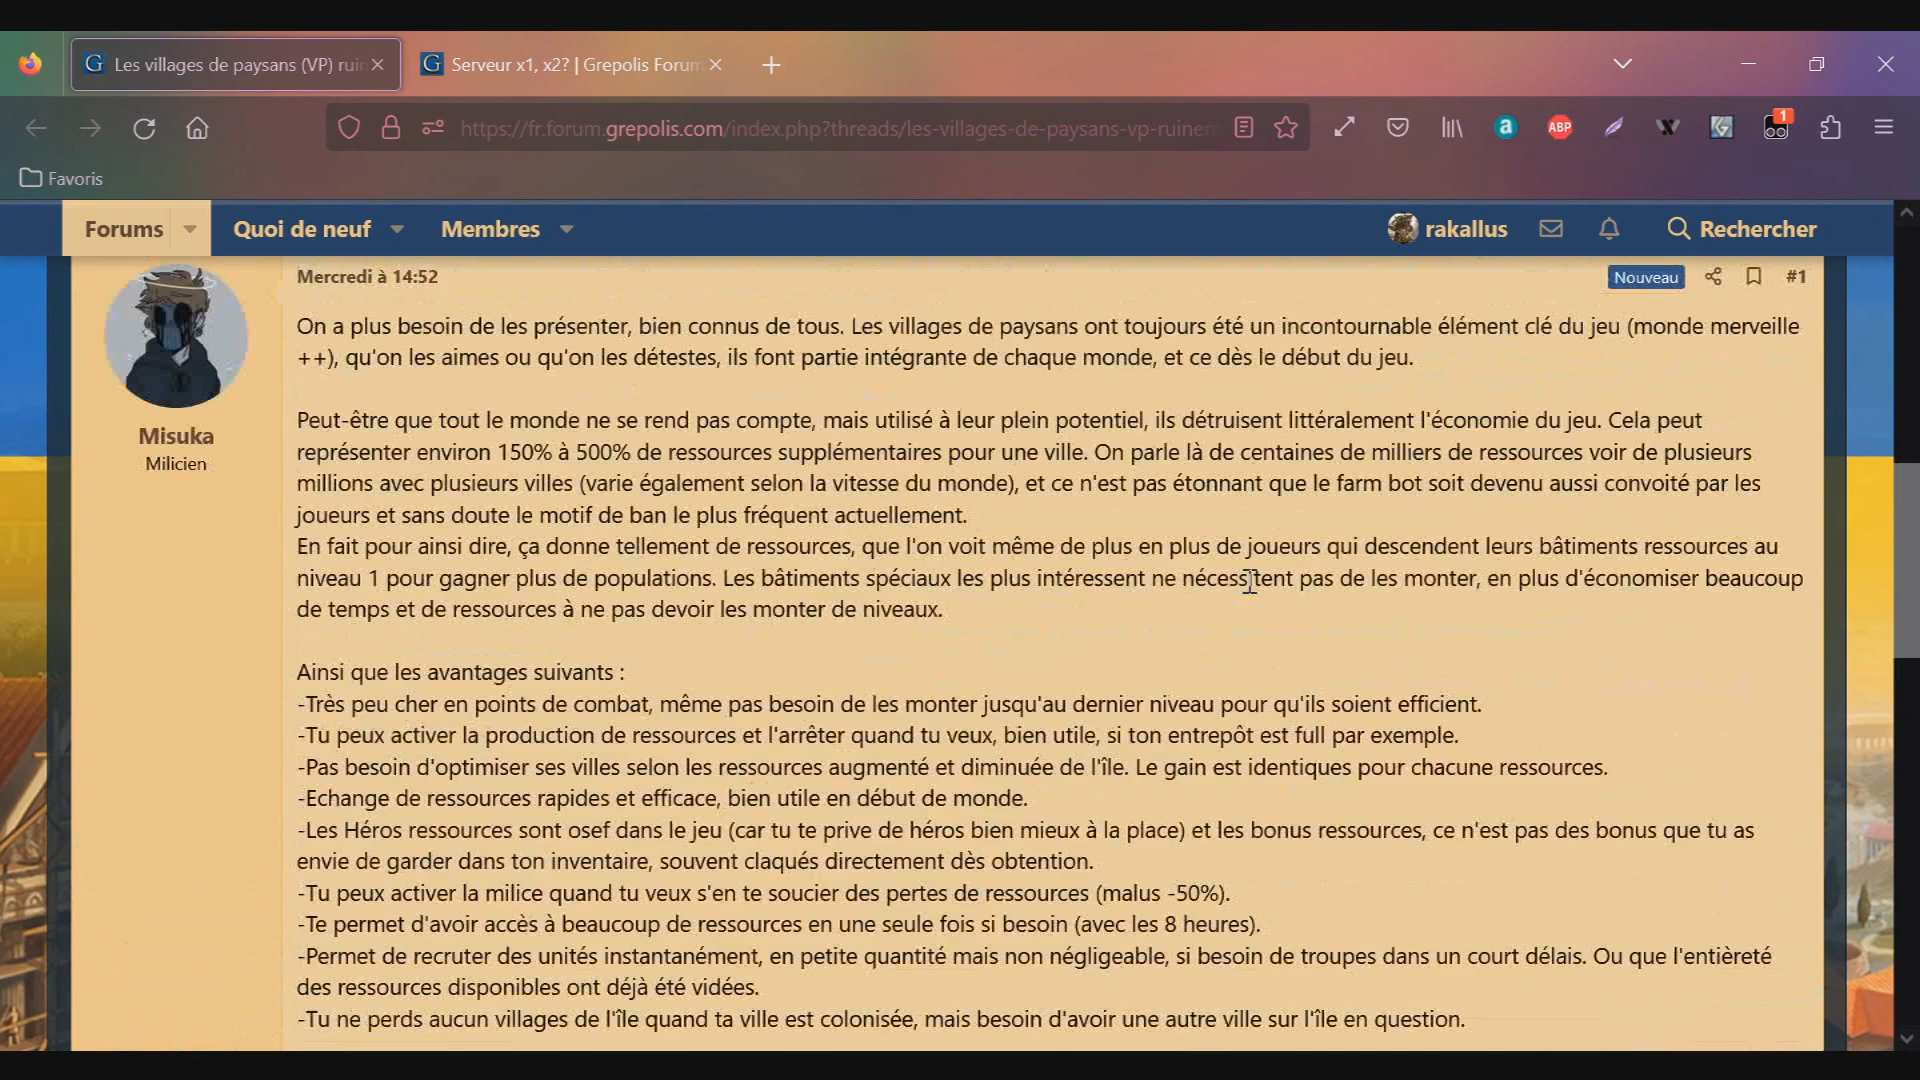 Les villages de paysans (VP) ruin
Serveur x1, x2? | Grepolis Forum
https://fr.forum.grepolis.com/index.php?threads/les-villages-de-paysans-vp-ruinen
ABP
1
Favoris
Forums
Quoi de neuf
Membres
rakallus
Rechercher
Mercredi à 14:52
Nouveau
#1
Misuka
Milicien
On a plus besoin de les présenter, bien connus de tous. Les villages de paysans ont toujours été un incontournable élément clé du jeu (monde merveille
++), qu'on les aimes ou qu'on les détestes, ils font partie intégrante de chaque monde, et ce dès le début du jeu.
Peut-être que tout le monde ne se rend pas compte, mais utilisé à leur plein potentiel, ils détruisent littéralement l'économie du jeu. Cela peut
représenter environ 150% à 500% de ressources supplémentaires pour une ville. On parle là de centaines de milliers de ressources voir de plusieurs
millions avec plusieurs villes (varie également selon la vitesse du monde), et ce n'est pas étonnant que le farm bot soit devenu aussi convoité par les
joueurs et sans doute le motif de ban le plus fréquent actuellement.
En fait pour ainsi dire, ça donne tellement de ressources, que l'on voit même de plus en plus de joueurs qui descendent leurs bâtiments ressources au
niveau 1 pour gagner plus de populations. Les bâtiments spéciaux les plus intéressent ne nécessitent pas de les monter, en plus d'économiser beaucoup
de temps et de ressources à ne pas devoir les monter de niveaux.
Ainsi que les avantages suivants :
-Très peu cher en points de combat, même pas besoin de les monter jusqu'au dernier niveau pour qu'ils soient efficient.
-Tu peux activer la production de ressources et l'arrêter quand tu veux, bien utile, si ton entrepôt est full par exemple.
-Pas besoin d'optimiser ses villes selon les ressources augmenté et diminuée de l'île. Le gain est identiques pour chacune ressources.
-Echange de ressources rapides et efficace, bien utile en début de monde.
-Les Héros ressources sont osef dans le jeu (car tu te prive de héros bien mieux à la place) et les bonus ressources, ce n'est pas des bonus que tu as
envie de garder dans ton inventaire, souvent claqués directement dès obtention.
-Tu peux activer la milice quand tu veux s'en te soucier des pertes de ressources (malus -50%).
-Te permet d'avoir accès à beaucoup de ressources en une seule fois si besoin (avec les 8 heures).
-Permet de recruter des unités instantanément, en petite quantité mais non négligeable, si besoin de troupes dans un court délais. Ou que l'entièreté
des ressources disponibles ont déjà été vidées.
-Tu ne perds aucun villages de l'île quand ta ville est colonisée, mais besoin d'avoir une autre ville sur l'île en question.